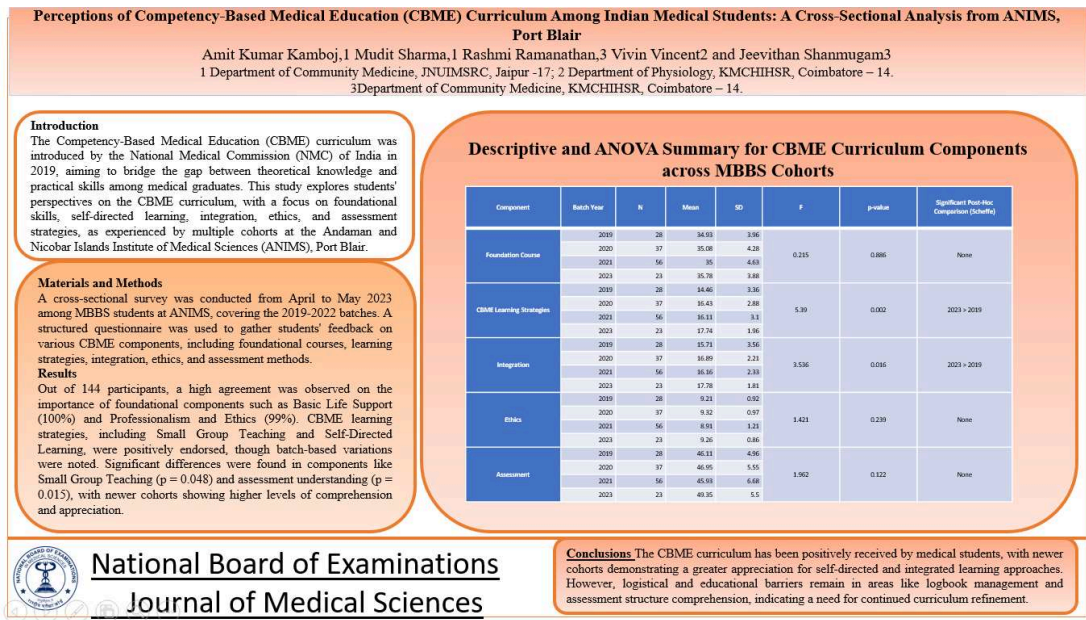 Perceptions of Competency-Based Medical Education (CBME) Curriculum Among Indian Medical Students: A Cross-Sectional Analysis from ANIMS,
Port Blair
Amit Kumar Kamboj,1 Mudit Sharma,1 Rashmi Ramanathan,3 Vivin Vincent2 and Jeevithan Shanmugam3
1 Department of Community Medicine, JNUIMSRC, Jaipur -17; 2 Department of Physiology, KMCHIHSR, Coimbatore – 14.
3Department of Community Medicine, KMCHIHSR, Coimbatore – 14.
Introduction
The Competency-Based Medical Education (CBME) curriculum was
introduced by the National Medical Commission (NMC) of India in
2019, aiming to bridge the gap between theoretical knowledge and
practical skills among medical graduates. This study explores students'
perspectives on the CBME curriculum, with a focus on foundational
skills, self-directed learning, integration, ethics, and assessment
strategies, as experienced by multiple cohorts at the Andaman and
Nicobar Islands Institute of Medical Sciences (ANIMS), Port Blair.
Materials and Methods
A cross-sectional survey was conducted from April to May 2023
among MBBS students at ANIMS, covering the 2019-2022 batches. A
structured questionnaire was used to gather students' feedback on
various CBME components, including foundational courses, learning
strategies, integration, ethics, and assessment methods.
Results
Out of 144 participants, a high agreement was observed on the
importance of foundational components such as Basic Life Support
(100%) and Professionalism and Ethics (99%). CBME learning
strategies, including Small Group Teaching and Self-Directed
Learning, were positively endorsed, though batch-based variations
were noted. Significant differences were found in components like
Small Group Teaching (p = 0.048) and assessment understanding (p =
0.015), with newer cohorts showing higher levels of comprehension
and appreciation.
Descriptive and ANOVA Summary for CBME Curriculum Components
across MBBS Cohorts
Component Batch Year N Mean SD F p-value Significant Post-Hoc
Comparison (Scheffe)
Foundation Course 2019 28 34.93 3.96 0.215 0.886 None
2020 37 35.08 4.28
2021 56 35 4.63
2023 23 35.78 3.88
CBME Learning Strategies 2019 28 14.46 3.36 5.39 0.002 2023 > 2019
2020 37 16.43 2.88
2021 56 16.11 3.1
2023 23 17.74 1.96
Integration 2019 28 15.71 3.56 3.536 0.016 2023 > 2019
2020 37 16.89 2.21
2021 56 16.16 2.33
2023 23 17.78 1.81
Ethics 2019 28 9.21 0.92 1.421 0.239 None
2020 37 9.32 0.97
2021 56 8.91 1.21
2023 23 9.26 0.86
Assessment 2019 28 46.11 4.96 1.962 0.122 None
2020 37 46.95 5.55
2021 56 45.93 6.68
2023 23 49.35 5.5
National Board of Examinations
Journal of Medical Sciences
Conclusions The CBME curriculum has been positively received by medical students, with newer
cohorts demonstrating a greater appreciation for self-directed and integrated learning approaches.
However, logistical and educational barriers remain in areas like logbook management and
assessment structure comprehension, indicating a need for continued curriculum refinement.